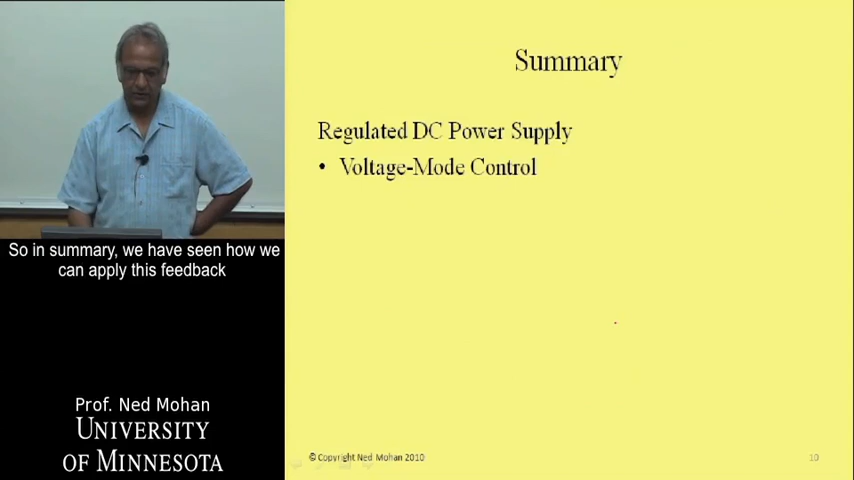 Summary
Regulated DC Power Supply
• Voltage-Mode Control
So in summary, we have seen how we
can apply this feedback
Prof. Ned Mohan
UNIVERSITY
OF MINNESOTA
© Copyright Ned Mohan 2010
10